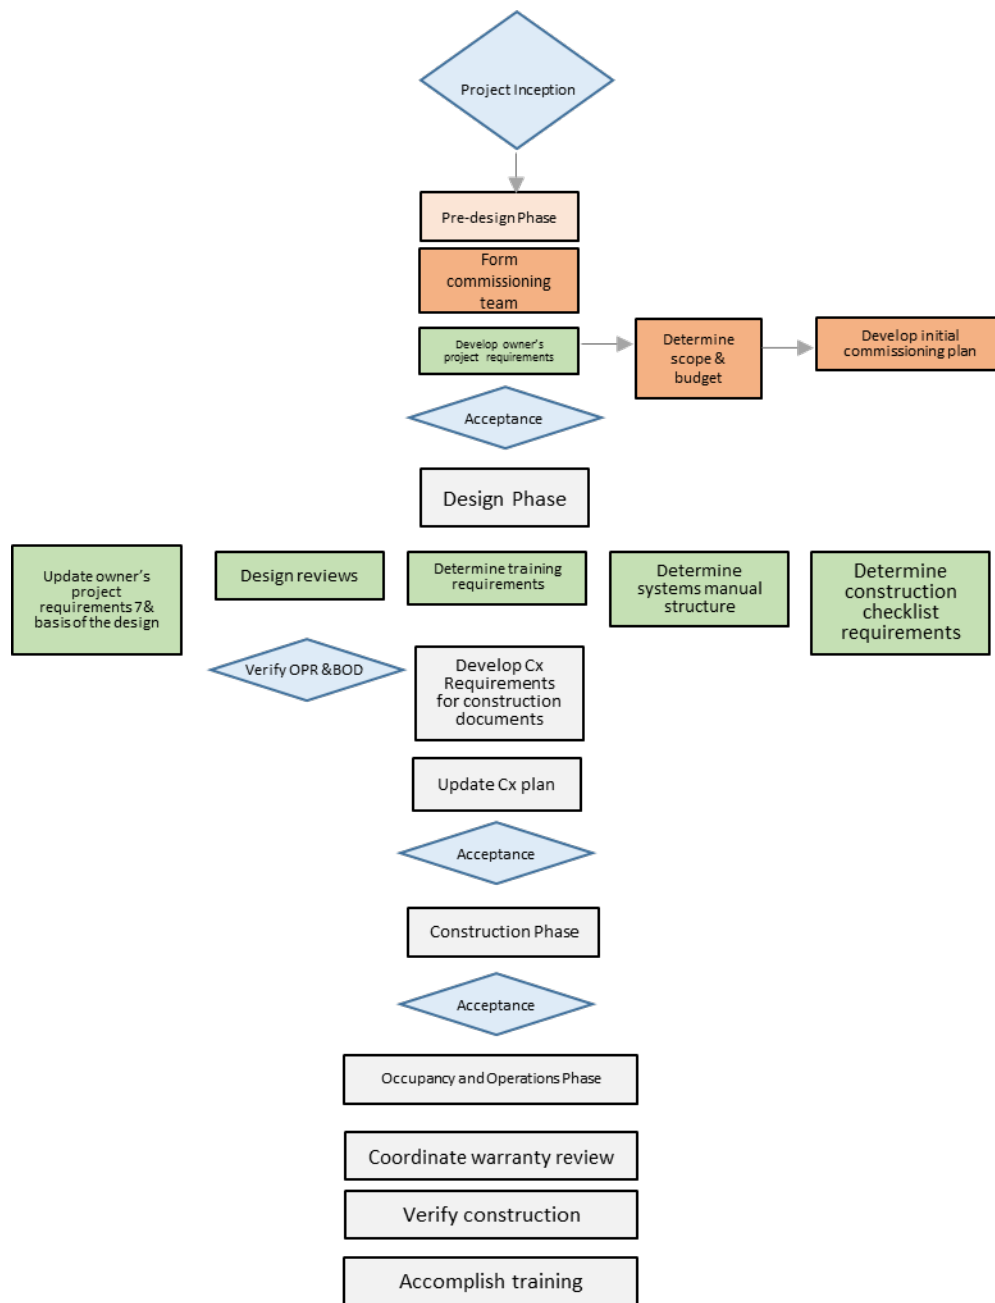 Project Inception
Pre-design Phase
Form
commissioning
team
Develop owner's
project requirements
Determine
scope &
budget
Develop initial
commissioning plan
Acceptance
Design Phase
Update owner's
project
requirements 7&
basis of the design
Design reviews
Determine training
requirements
Determine
systems manual
structure
Determine
construction
checklist
requirements
Verify OPR &BOD
Develop Cx
Requirements
for construction
documents
Update Cx plan
Acceptance
Construction Phase
Acceptance
Occupancy and Operations Phase
Coordinate warranty review
Verify construction
Accomplish training